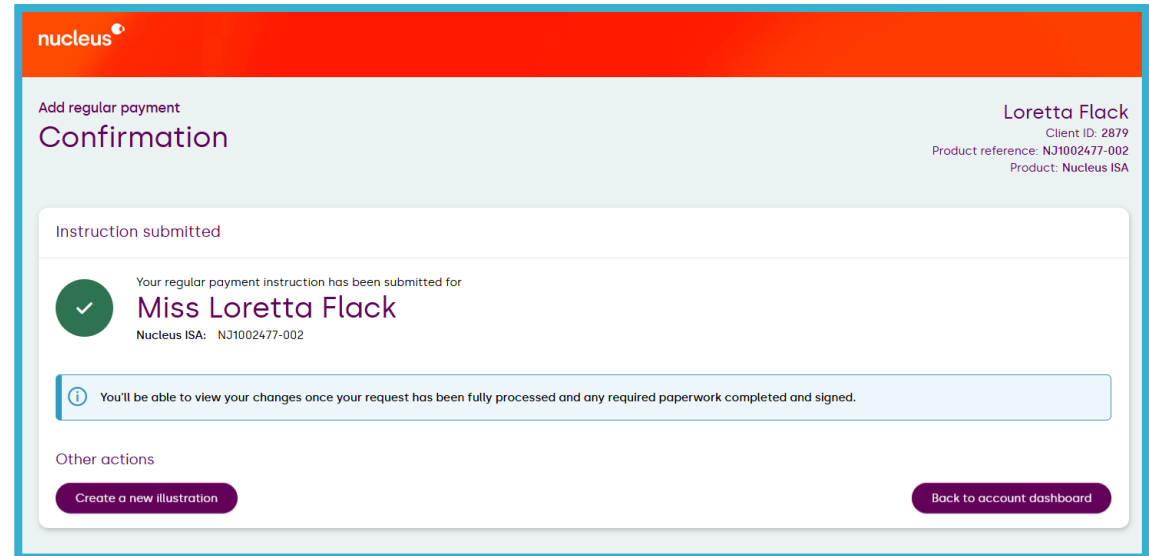 nucleus
Add regular payment
Confirmation
Loretta Flack
Client ID: 2879
Product reference: NJ1002477-002
Product: Nucleus ISA
Instruction submitted
Your regular payment instruction has been submitted for
Miss Loretta Flack
Nucleus ISA: NJ1002477-002
You'll be able to view your changes once your request has been fully processed and any required paperwork completed and signed.
Other actions
Create a new illustration
Back to account dashboard